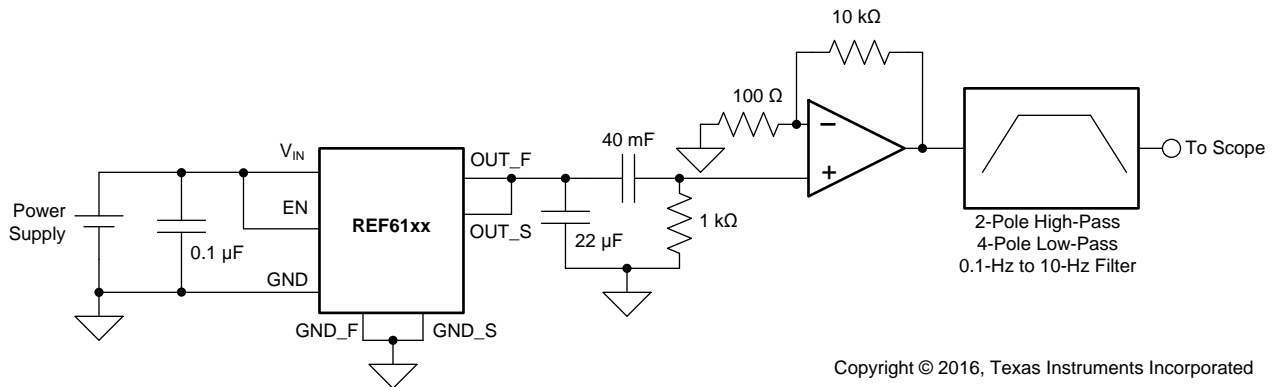 10 kΩ
100 Ω
40 mF
V_IN
OUT_F
To Scope
Power
Supply
EN
REF61xx
0.1 µF
OUT_S
22 µF
1 kΩ
2-Pole High-Pass
4-Pole Low-Pass
0.1-Hz to 10-Hz Filter
GND
GND_F
GND_S
Copyright © 2016, Texas Instruments Incorporated